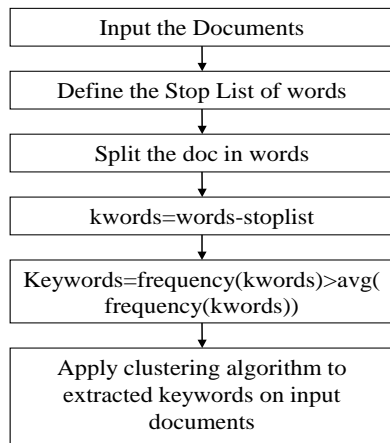 Input the Documents
Define the Stop List of words
Split the doc in words
kwords=words-stoplist
Keywords=frequency(kwords)>avg(
frequency(kwords))
Apply clustering algorithm to
extracted keywords on input
documents